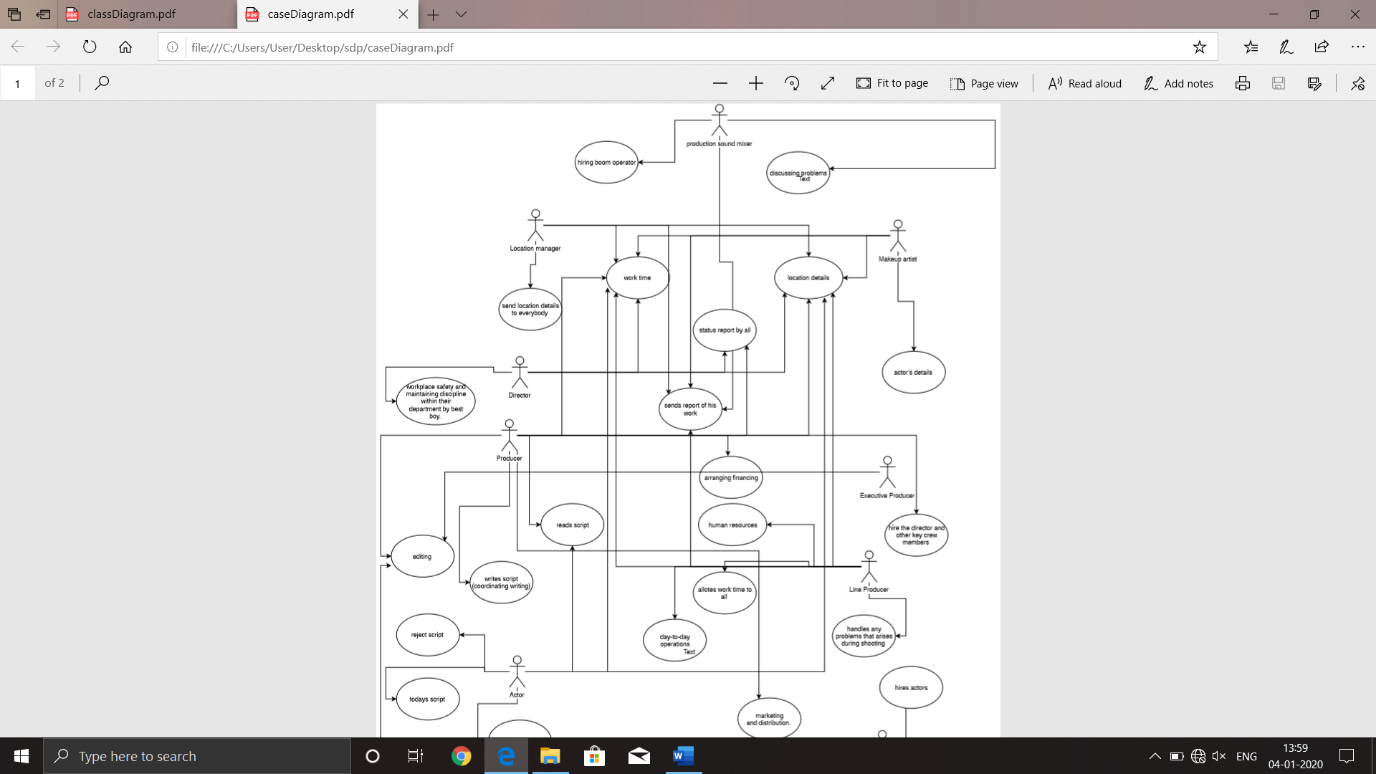 classDiagram.pdf
caseDiagram.pdf
file:///C:/Users/User/Desktop/sdp/caseDiagram.pdf
1 of 2
Fit to page
Page view
Read aloud
Add notes
production sound mixer
hiring boom operator
discussing problems
Text
Location manager
Makeup artist
work time
location details
send location details
to everybody
status report by all
actor's details
Director
workplace safety and
maintaining discipline
within their
department by best
boy.
sends report of his
work
Producer
arranging financing
Executive Producer
reads script
human resources
hire the director and
other key crew
members
editing
writes script
(coordinating writing)
allotes work time to
all
Line Producer
reject script
day-to-day
operations
Text
handles any
problems that arises
during shooting
Actor
todays script
hires actors
marketing
and distribution.
Type here to search
ENG
13:59
04-01-2020